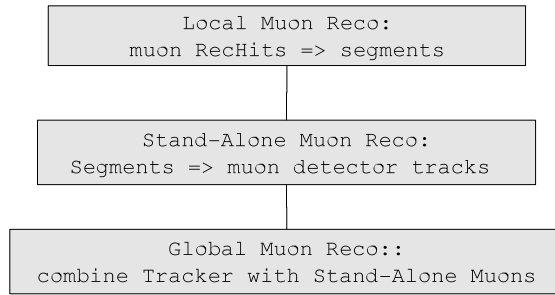 Local Muon Reco:
muon RecHits => segments
Stand-Alone Muon Reco:
Segments => muon detector tracks
Global Muon Reco::
combine Tracker with Stand-Alone Muons